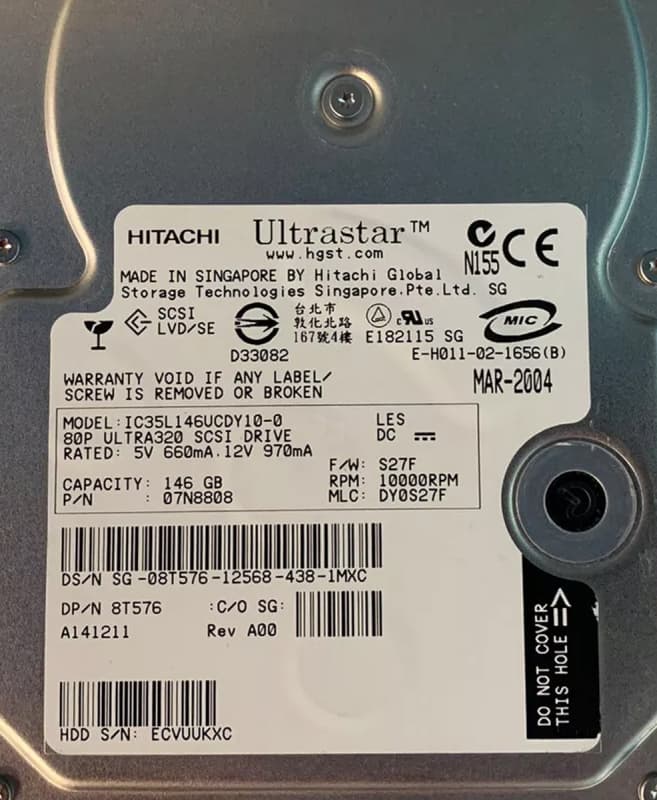 HITACHI Ultrastar™
www.hgst.com
N155 CE
MADE IN SINGAPORE BY Hitachi Global
Storage Technologies Singapore.Pte.Ltd. SG
SCSI
LVD/SE
D33082
台北市
敦化北路
167號4樓
c RU us
E182115 SG
MIC
E-H011-02-1656(B)
WARRANTY VOID IF ANY LABEL/
SCREW IS REMOVED OR BROKEN
MAR-2004
MODEL:IC35L146UCDY10-0 LES
80P ULTRA320 SCSI DRIVE DC
RATED: 5V 660mA.12V 970mA
F/W: S27F
CAPACITY: 146 GB RPM: 10000RPM
P/N : 07N8808 MLC: DY0S27F
DS/N SG-08T576-12568-438-1MXC
DP/N 8T576 :C/O SG:
A141211 Rev A00
HDD S/N: ECVUUKXC
DO NOT COVER
THIS HOLE =>